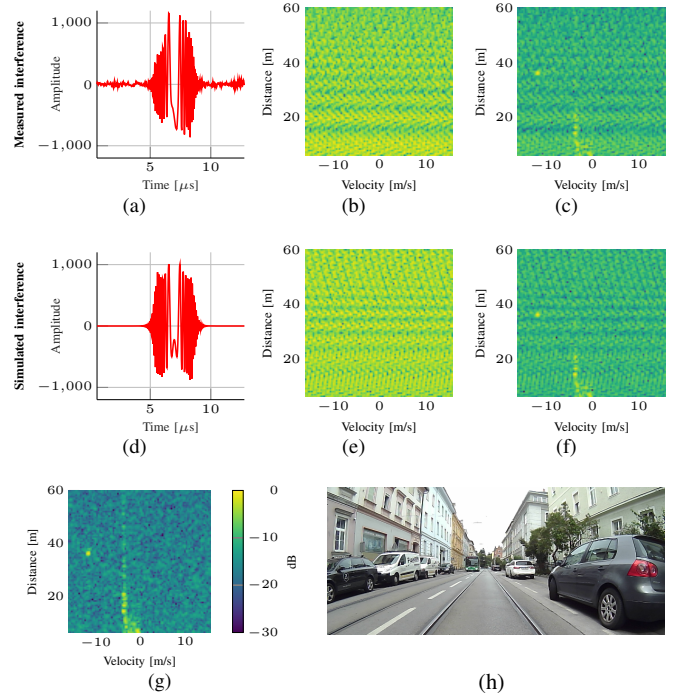 Measured interference
Amplitude
1,000
0
−1,000
5
10
Time [μs]
(a)
Distance [m]
60
40
20
−10
0
10
Velocity [m/s]
(b)
Distance [m]
60
40
20
−10
0
10
Velocity [m/s]
(c)
Simulated interference
Amplitude
1,000
0
−1,000
5
10
Time [μs]
(d)
Distance [m]
60
40
20
−10
0
10
Velocity [m/s]
(e)
Distance [m]
60
40
20
−10
0
10
Velocity [m/s]
(f)
Distance [m]
60
40
20
−10
0
10
Velocity [m/s]
(g)
0
−10
−20
−30
dB
(h)